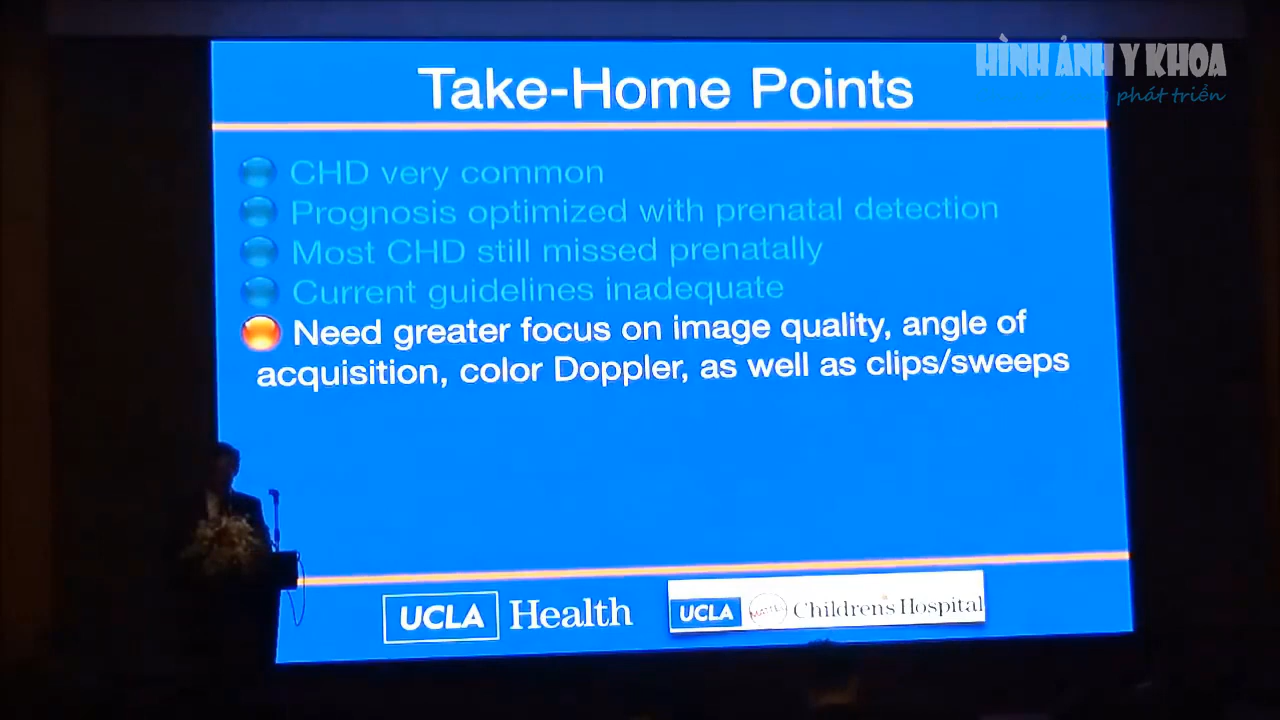 HÌNH ẢNH Y KHOA
phát triển
Take-Home Points
CHD very common
Prognosis optimized with prenatal detection
Most CHD still missed prenatally
Current guidelines inadequate
Need greater focus on image quality, angle of
acquisition, color Doppler, as well as clips/sweeps
UCLA Health
UCLA Mattel Children's Hospital